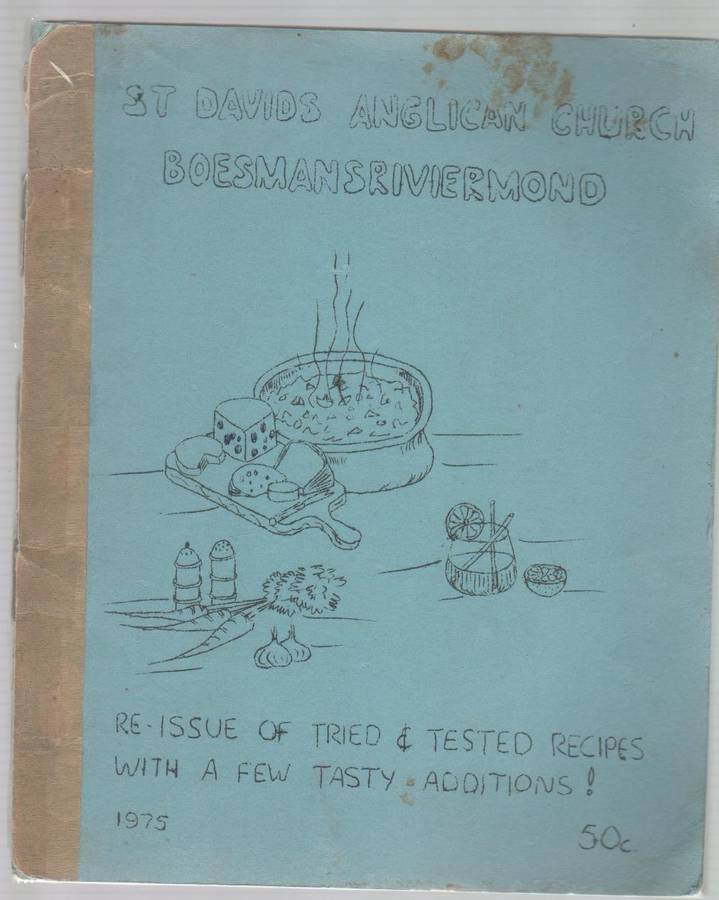 ST DAVIDS ANGLICAN CHURCH
BOESMANSRIVIERMOND
RE-ISSUE OF TRIED & TESTED RECIPES
WITH A FEW TASTY ADDITIONS!
1975
50c